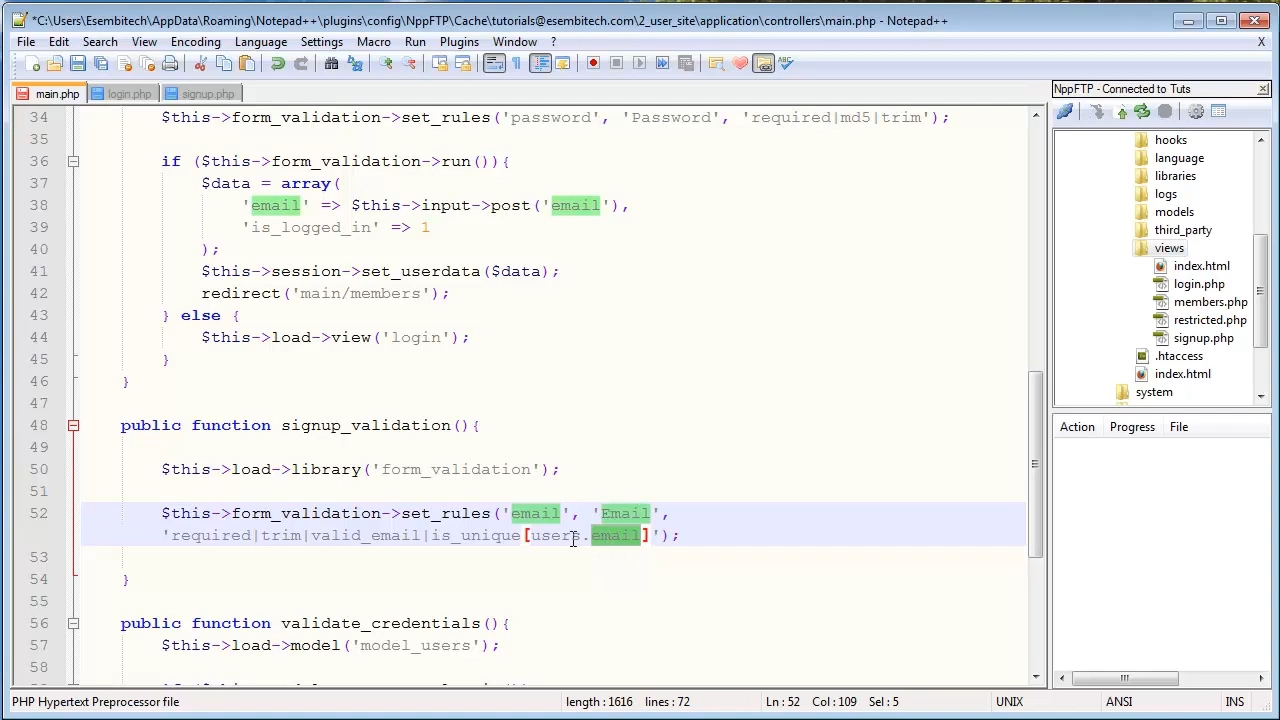 *C:\Users\Esembitech\AppData\Roaming\Notepad++\plugins\config\NppFTP\Cache\tutorials@esembitech.com\2_user_site\application\controllers\main.php - Notepad++
File Edit Search View Encoding Language Settings Macro Run Plugins Window ? X
main.php login.php signup.php
NppFTP - Connected to Tuts
34 $this->form_validation->set_rules('password', 'Password', 'required|md5|trim');
35
36 if ($this->form_validation->run()){
37 $data = array(
38 'email' => $this->input->post('email'),
39 'is_logged_in' => 1
40 );
41 $this->session->set_userdata($data);
42 redirect('main/members');
43 } else {
44 $this->load->view('login');
45 }
46 }
47
48 public function signup_validation(){
49
50 $this->load->library('form_validation');
51
52 $this->form_validation->set_rules('email', 'Email',
'required|trim|valid_email|is_unique[users.email]');
53
54 }
55
56 public function validate_credentials(){
57 $this->load->model('model_users');
58
hooks
language
libraries
logs
models
third_party
views
index.html
login.php
members.php
restricted.php
signup.php
.htaccess
index.html
system
Action Progress File
PHP Hypertext Preprocessor file length : 1616 lines : 72 Ln : 52 Col : 109 Sel : 5 UNIX ANSI INS